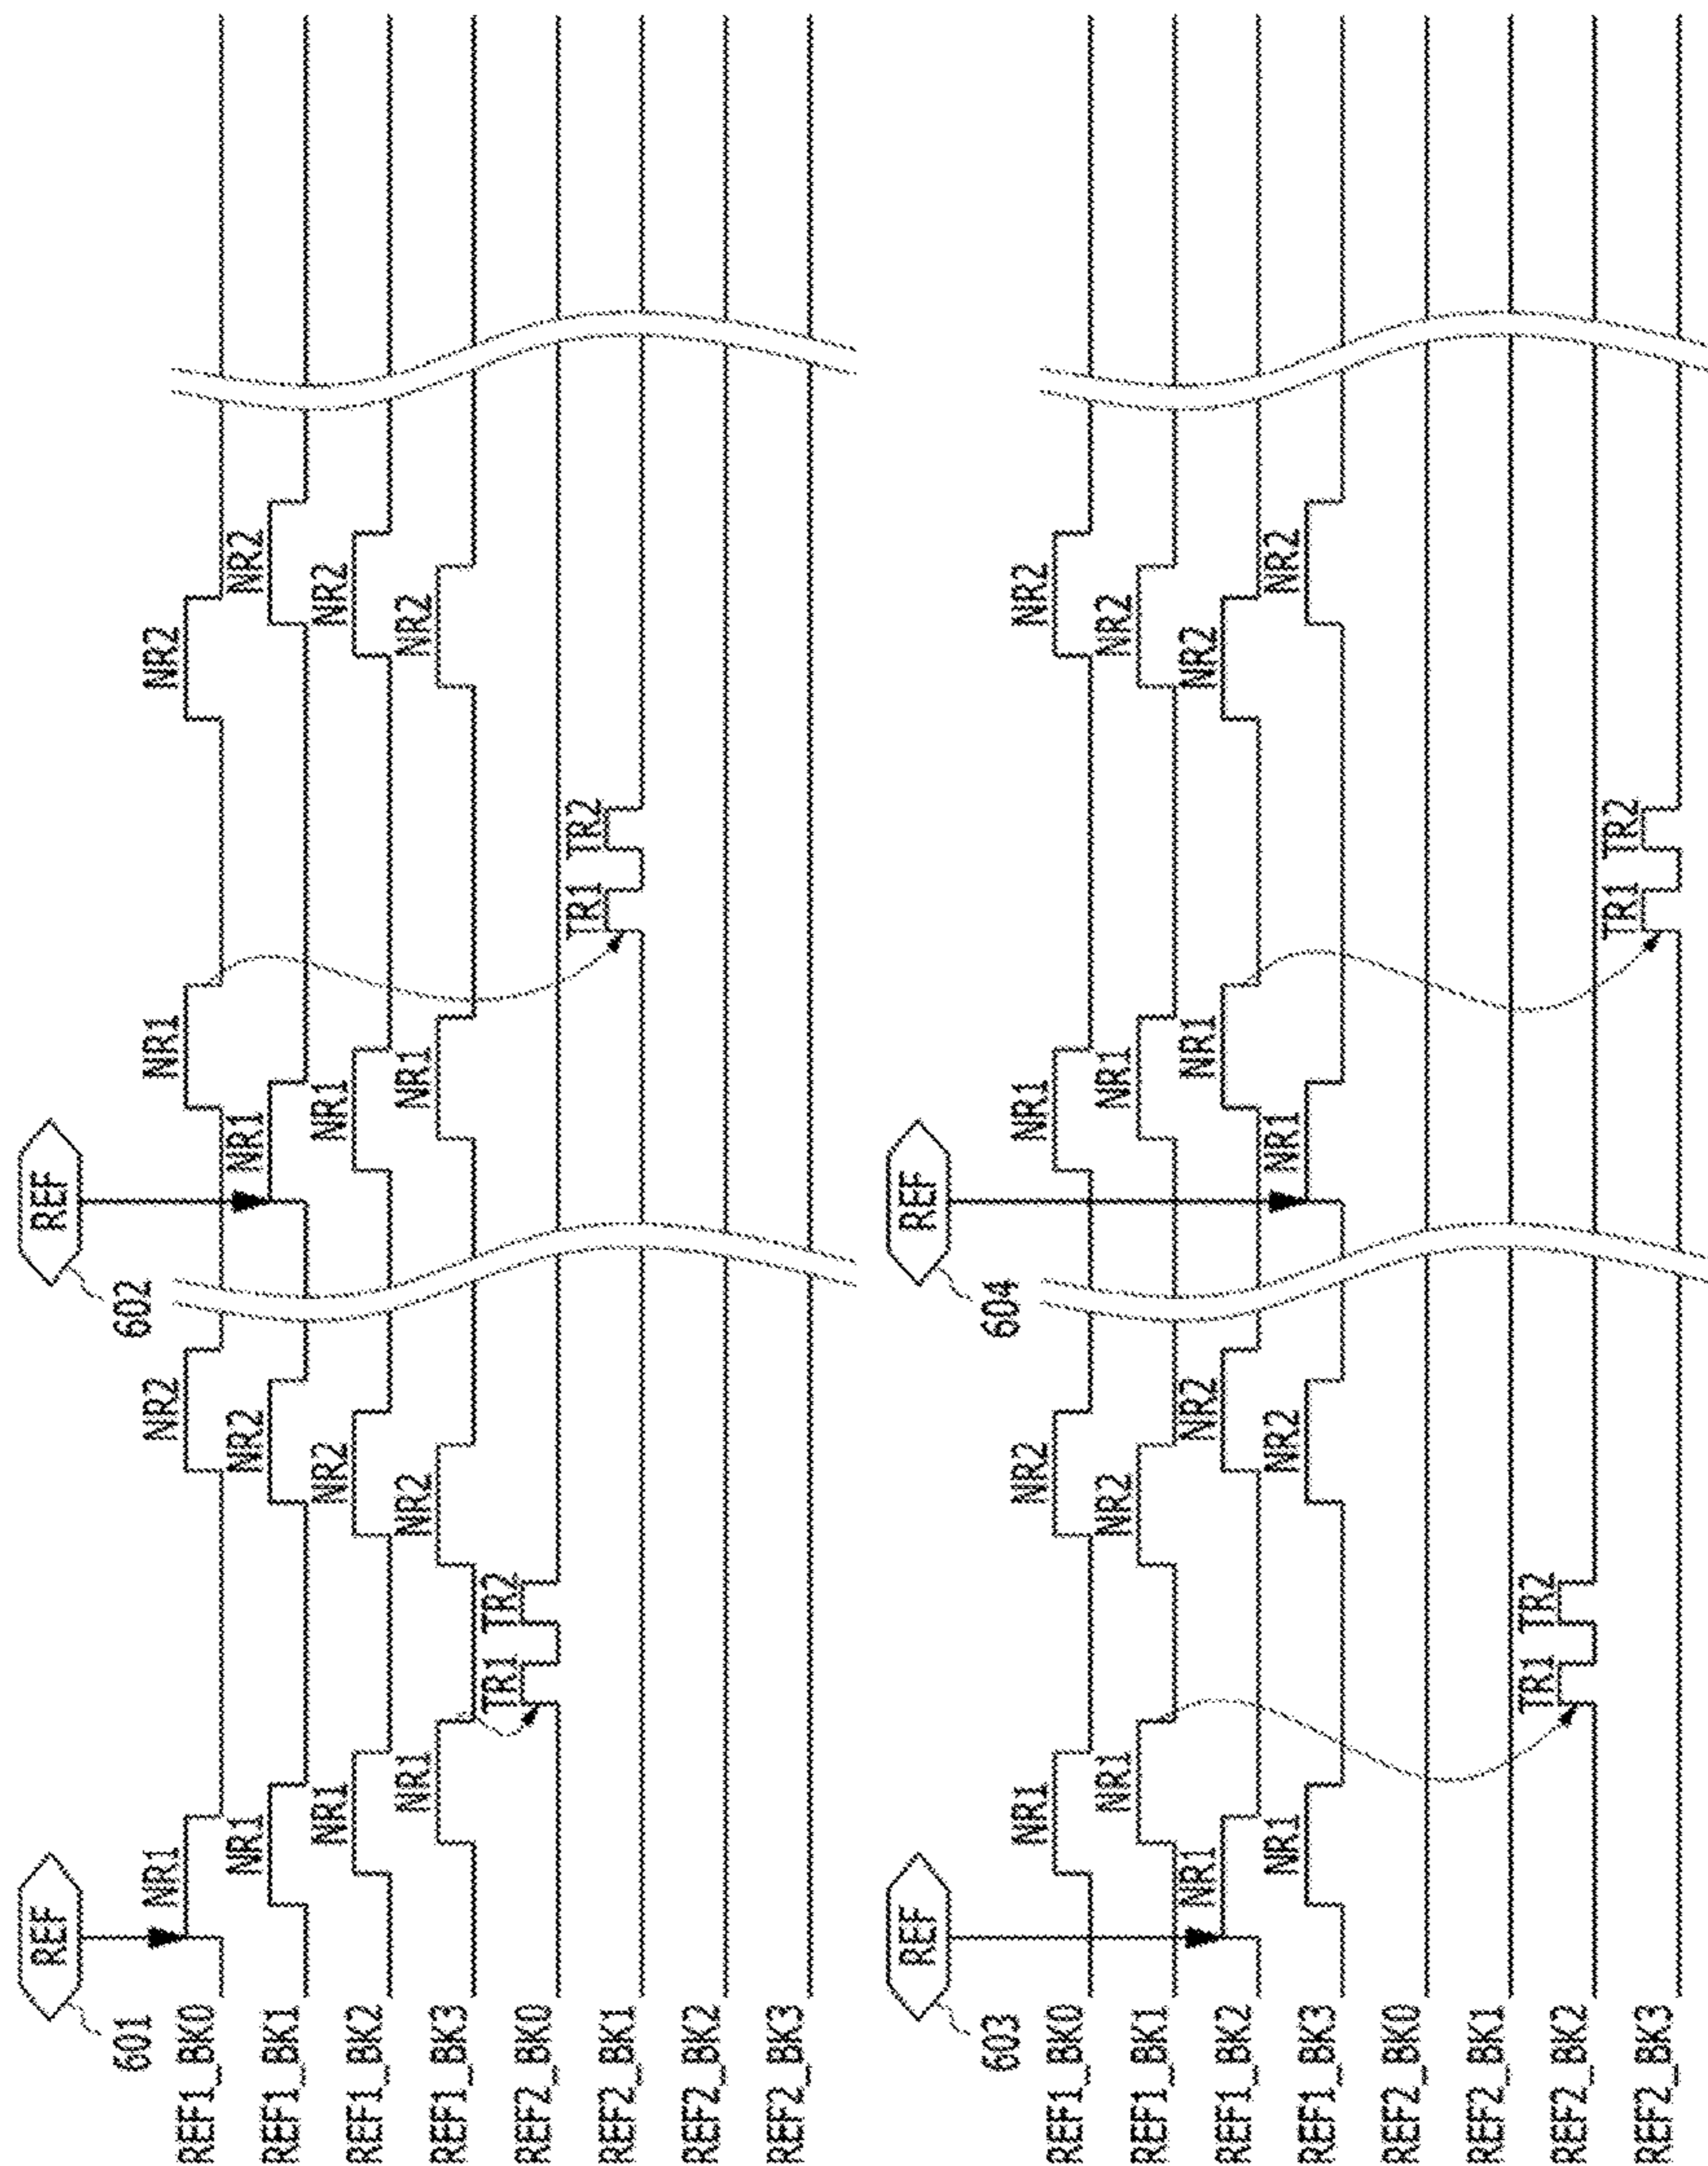 REF REF
601 602
NR1 NR2 NR1 NR2
REF1_BK0
NR1 NR2 NR1 NR2
REF1_BK1
NR1 NR2 NR1 NR2
REF1_BK2
NR1 NR2 NR1 NR2
REF1_BK3
TR1 TR2
REF2_BK0
TR1 TR2
REF2_BK1
REF2_BK2
REF2_BK3
REF REF
603 604
NR1 NR2 NR1 NR2
REF1_BK0
NR1 NR2 NR1 NR2
REF1_BK1
NR1 NR2 NR1 NR2
REF1_BK2
NR1 NR2 NR1 NR2
REF1_BK3
REF2_BK0
REF2_BK1
TR1 TR2
REF2_BK2
TR1 TR2
REF2_BK3